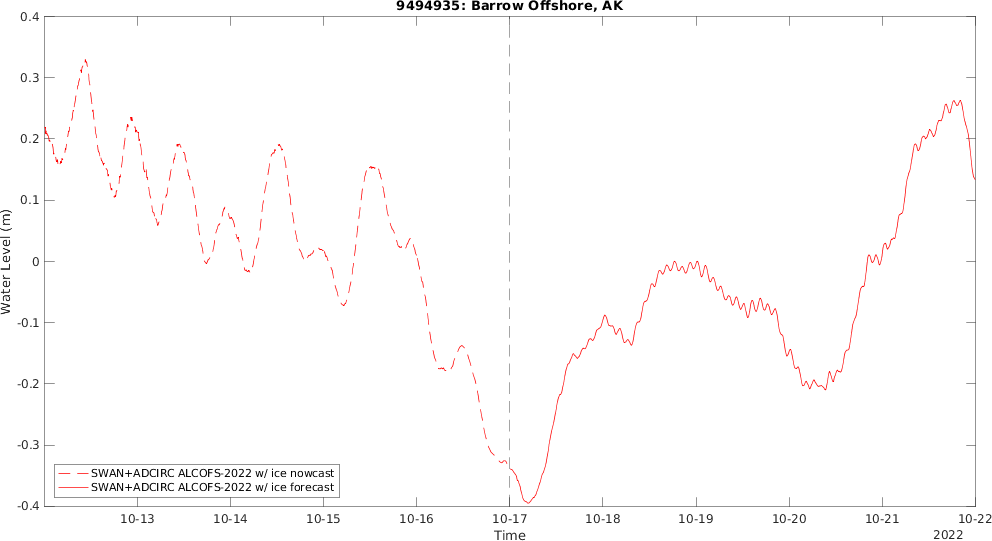 9494935: Barrow Offshore, AK
0.4
0.3
0.2
0.1
0
-0.1
-0.2
-0.3
-0.4
Water Level (m)
SWAN+ADCIRC ALCOFS-2022 w/ ice nowcast
SWAN+ADCIRC ALCOFS-2022 w/ ice forecast
10-13 10-14 10-15 10-16 10-17 10-18 10-19 10-20 10-21 10-22
Time
2022